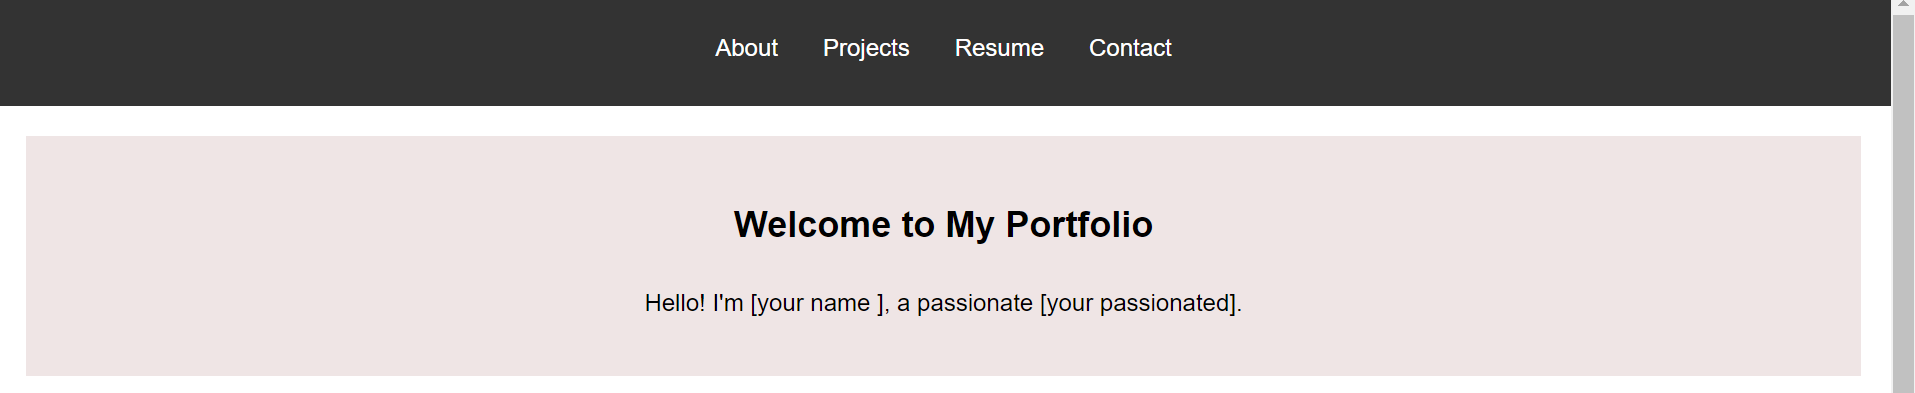 About Projects Resume Contact
Welcome to My Portfolio
Hello! I'm [your name ], a passionate [your passionated].